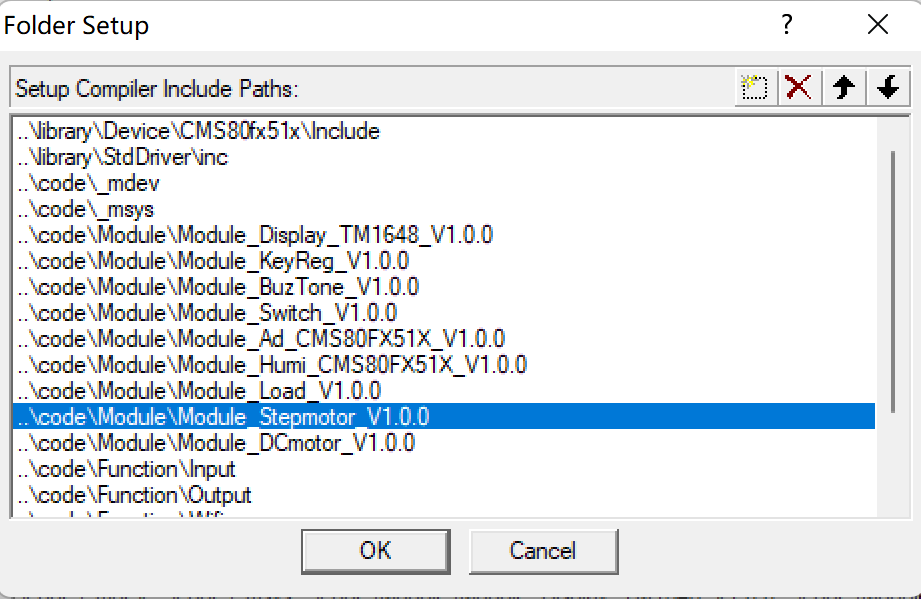 Folder Setup
?
Setup Compiler Include Paths:
..\library\Device\CMS80fx51x\Include
..\library\StdDriver\inc
..\code\_mdev
..\code\_msys
..\code\Module\Module_Display_TM1648_V1.0.0
..\code\Module\Module_KeyReg_V1.0.0
..\code\Module\Module_BuzTone_V1.0.0
..\code\Module\Module_Switch_V1.0.0
..\code\Module\Module_Ad_CMS80FX51X_V1.0.0
..\code\Module\Module_Humi_CMS80FX51X_V1.0.0
..\code\Module\Module_Load_V1.0.0
..\code\Module\Module_Stepmotor_V1.0.0
..\code\Module\Module_DCmotor_V1.0.0
..\code\Function\Input
..\code\Function\Output
OK
Cancel